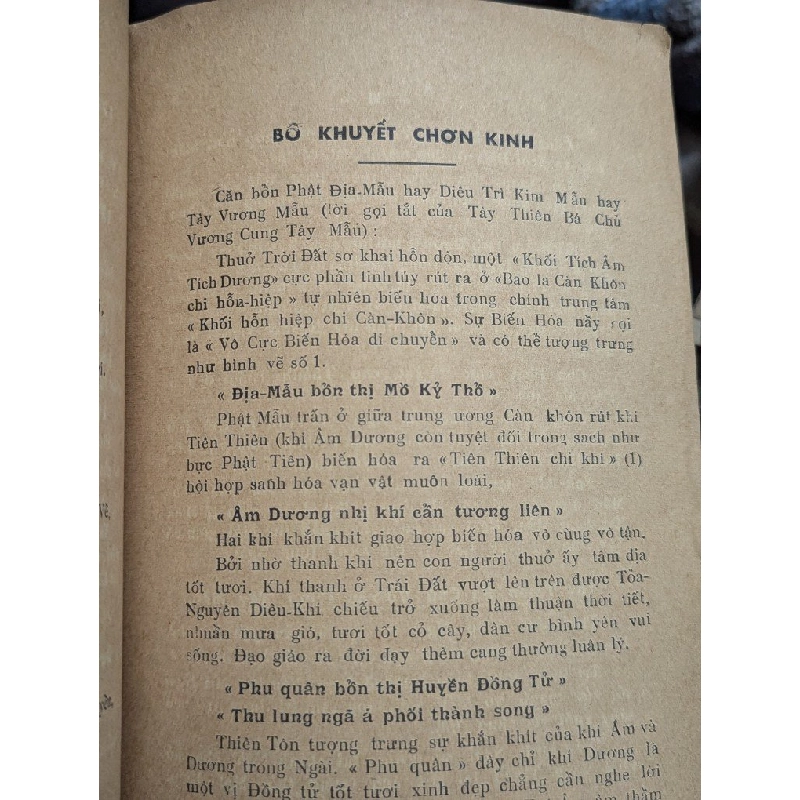 BỔ KHUYẾT CHƠN KINH
Căn bổn Phật Địa-Mẫu hay Diêu Trì Kim Mẫu hay
Tây Vương Mẫu (lời gọi tắt của Tây Thiên Bá Chủ
Vương Cung Tây Mẫu) :
Thuở Trời Đất sơ khai hỗn độn, một «Khối Tích Âm
Tích Dương» cực phần tinh túy rút ra ở «Bao la Càn Khôn
chi hỗn-hiệp» tự nhiên biến hóa trong chính trung tâm
«Khối hỗn hiệp chi Càn-Khôn». Sự Biến Hóa nầy gọi
là «Vô Cực Biến Hóa di chuyển» và có thể tượng trưng
như hình vẽ số 1.
«Địa-Mẫu bổn thị Mồ Kỷ Thổ»
Phật Mẫu trấn ở giữa trung ương Càn khôn rút khí
Tiên Thiên (khí Âm Dương còn tuyệt đối trong sạch như
bực Phật Tiên) biến hóa ra «Tiên Thiên chi khí» (1)
hội hợp sanh hóa vạn vật muôn loài,
«Âm Dương nhị khí cần tương liên»
Hai khí khắn khít giao hợp biến hóa vô cùng vô tận.
Bởi nhờ thanh khí nên con người thuở ấy tâm địa
tốt tươi. Khí thanh ở Trái Đất vượt lên trên được Tòa-
Nguyên Diêu-Khí chiếu trở xuống làm thuận thời tiết,
nhuần mưa gió, tươi tốt cỏ cây, dân cư bình yên vui
sống. Đạo giáo ra đời dạy thêm cang thường luân lý.
«Phu quân bổn thị Huyền Đồng Tử»
«Thu lung ngã á phối thành song»
Thiên Tôn tượng trưng sự khắn khít của khí Âm và
Dương trong Ngài. «Phu quân» đây chỉ khí Dương là
một vị Đồng tử tốt tươi xinh đẹp chẳng cần nghe lời